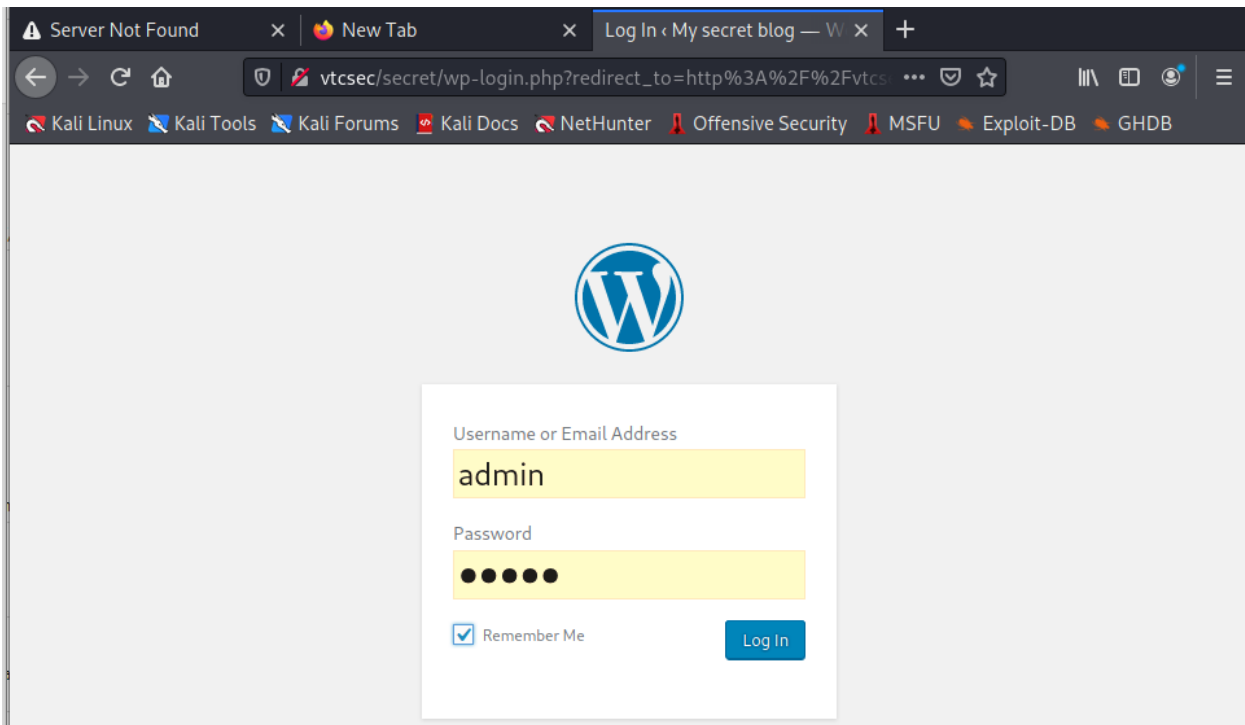 Server Not Found New Tab Log In ‹ My secret blog — W
vtcsec/secret/wp-login.php?redirect_to=http%3A%2F%2Fvtcs
Kali Linux Kali Tools Kali Forums Kali Docs NetHunter Offensive Security MSFU Exploit-DB GHDB
Username or Email Address
admin
Password
●●●●●
Remember Me Log In